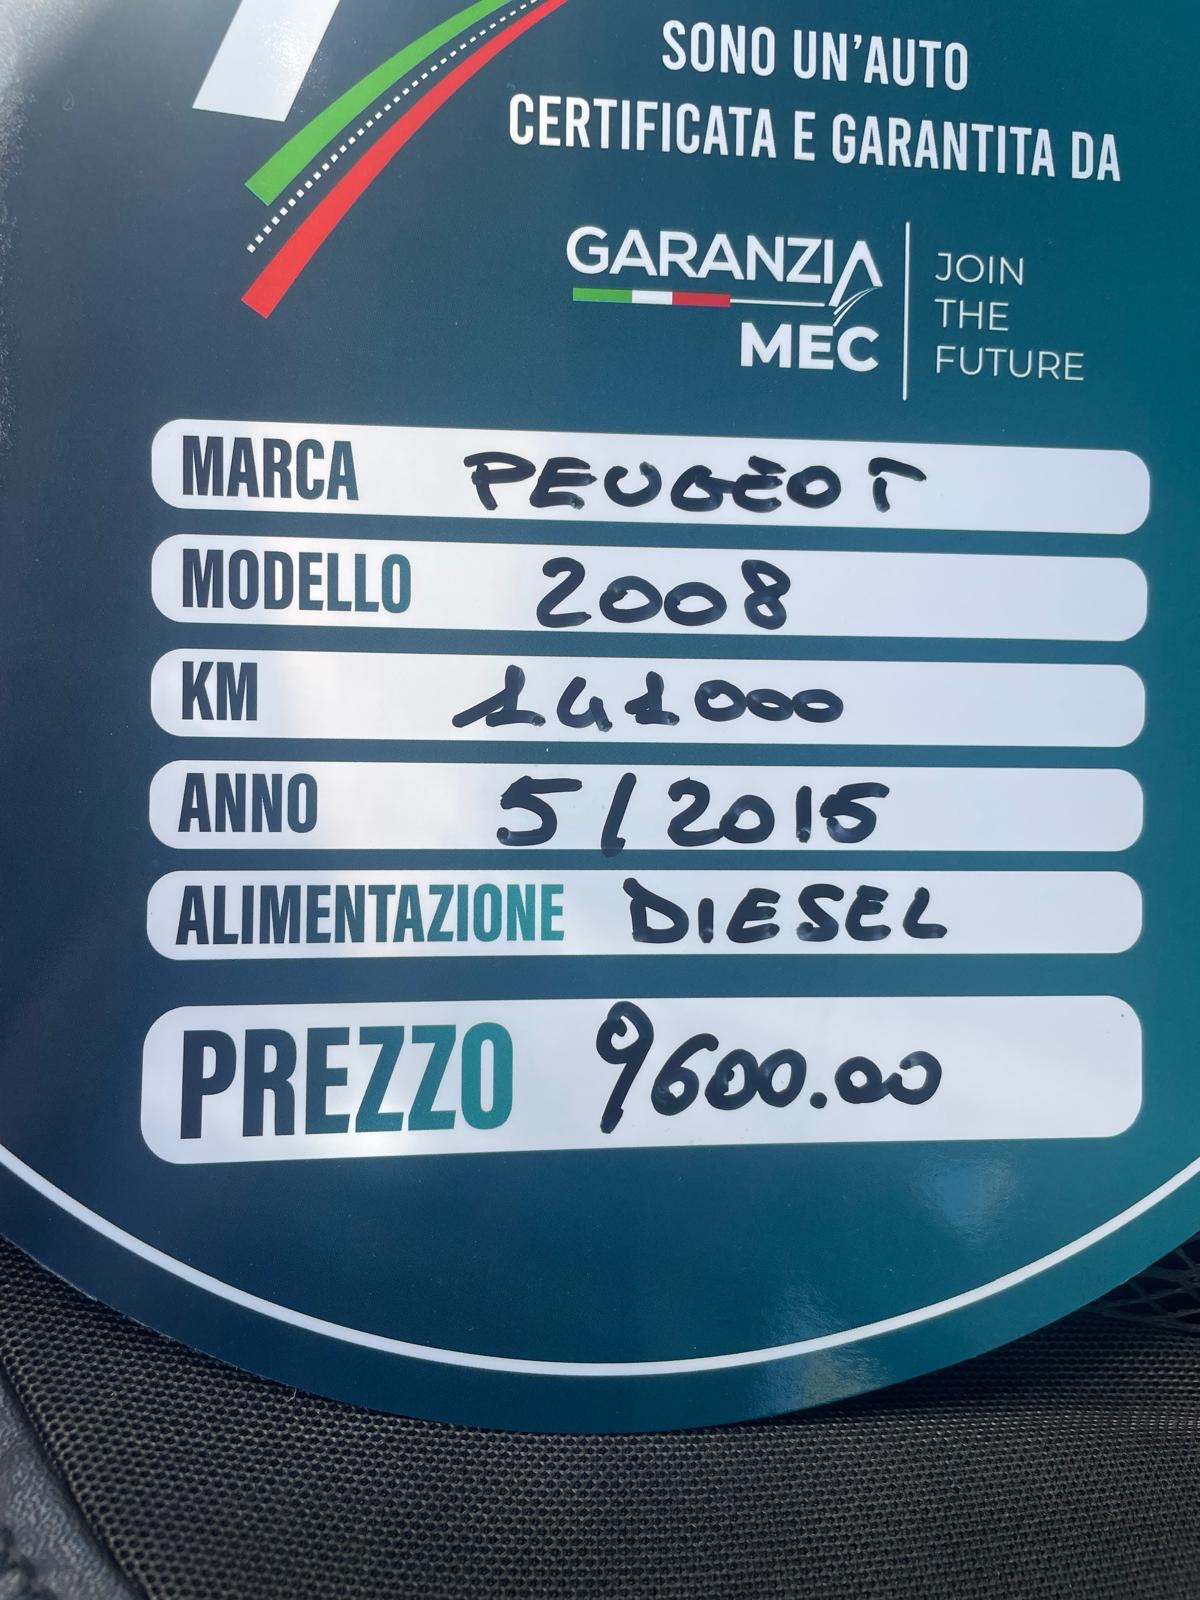 SONO UN'AUTO
CERTIFICATA E GARANTITA DA
GARANZIA
MEC
JOIN
THE
FUTURE
MARCA PEUGEOT
MODELLO 2008
KM 141000
ANNO 5/2016
ALIMENTAZIONE DIESEL
PREZZO 9600.00